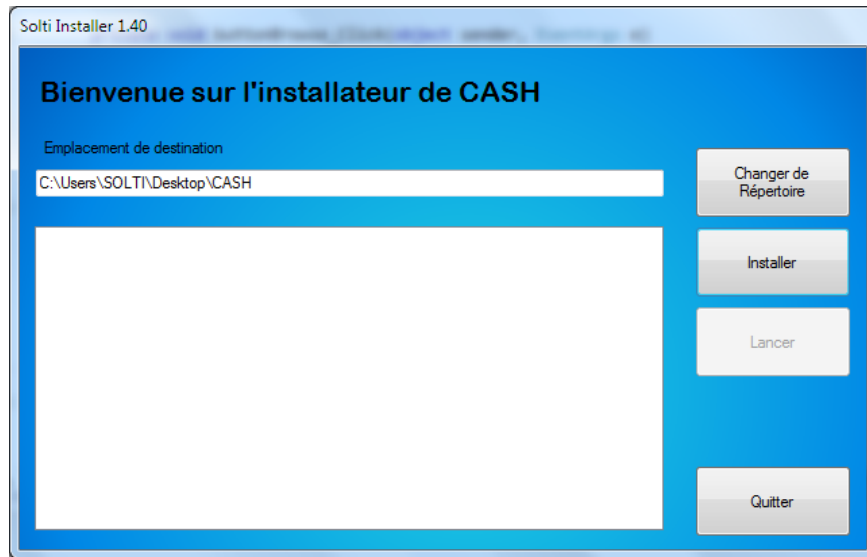 Solti Installer 1.40
Bienvenue sur l'installateur de CASH
Emplacement de destination
C:\Users\SOLTI\Desktop\CASH
Changer de
Répertoire
Installer
Lancer
Quitter